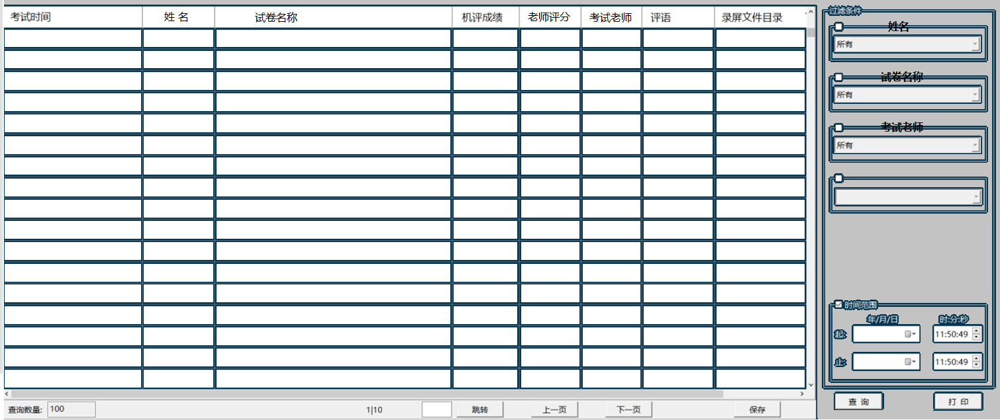 考试时间 姓 名 试卷名称 机评成绩 老师评分 考试老师 评语 录屏文件目录
过滤条件
姓名
所有
试卷名称
所有
考试老师
所有
时间范围
年/月/日 时:分:秒
起: 11:50:49
止: 11:50:49
查询数量: 100 1|10 跳转 上一页 下一页 保存
查 询 打 印